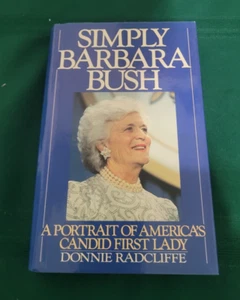 SIMPLY
BARBARA
BUSH
A PORTRAIT OF AMERICA'S
CANDID FIRST LADY
DONNIE RADCLIFFE